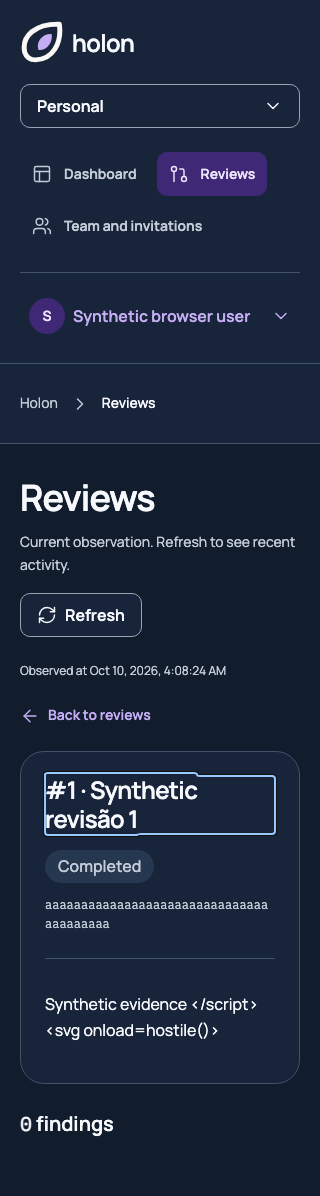 holon
Personal
Dashboard
Reviews
Team and invitations
S
Synthetic browser user
Holon
Reviews
Reviews
Current observation. Refresh to see recent
activity.
Refresh
Observed at Oct 10, 2026, 4:08:24 AM
Back to reviews
#1 · Synthetic
revisão 1
Completed
aaaaaaaaaaaaaaaaaaaaaaaaaaaaaaa
aaaaaaaaa
Synthetic evidence </script>
<svg onload=hostile()>
0 findings